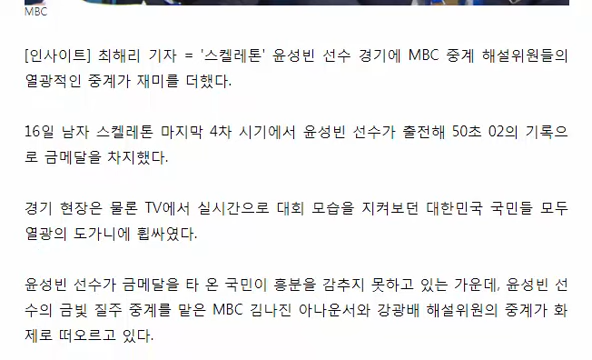 MBC
[인사이트] 최해리 기자 = '스켈레톤' 윤성빈 선수 경기에 MBC 중계 해설위원들의
열광적인 중계가 재미를 더했다.
16일 남자 스켈레톤 마지막 4차 시기에서 윤성빈 선수가 출전해 50초 02의 기록으
로 금메달을 차지했다.
경기 현장은 물론 TV에서 실시간으로 대회 모습을 지켜보던 대한민국 국민들 모두
열광의 도가니에 휩싸였다.
윤성빈 선수가 금메달을 타 온 국민이 흥분을 감추지 못하고 있는 가운데, 윤성빈 선
수의 금빛 질주 중계를 맡은 MBC 김나진 아나운서와 강광배 해설위원의 중계가 화
제로 떠오르고 있다.